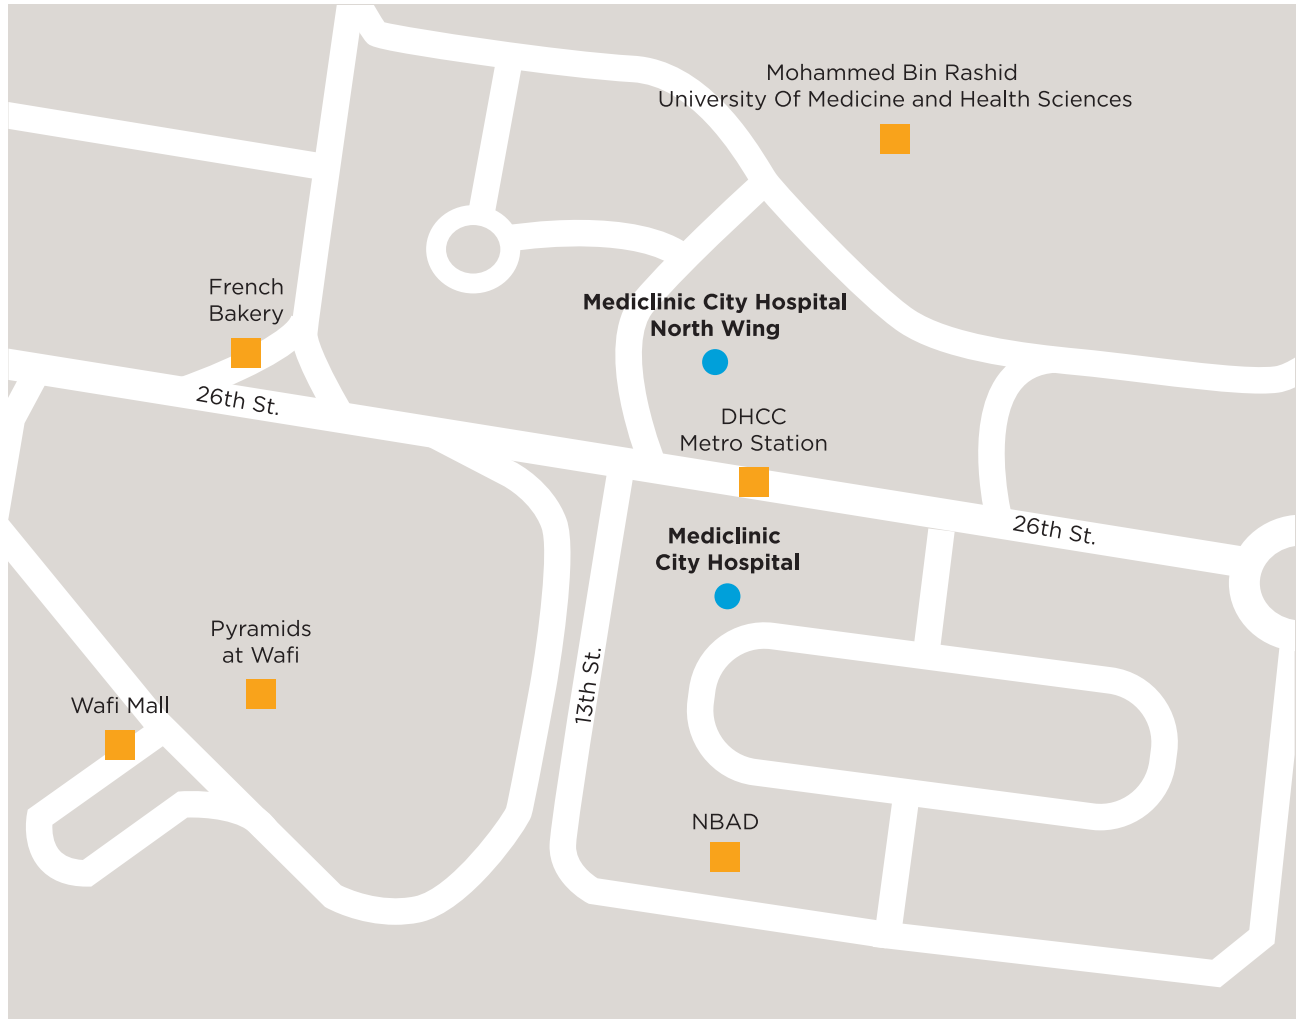 Mohammed Bin Rashid
University Of Medicine and Health Sciences
French
Bakery
Mediclinic City Hospital
North Wing
26th St.
DHCC
Metro Station
26th St.
Mediclinic
City Hospital
Pyramids
at Wafi
13th St.
Wafi Mall
NBAD